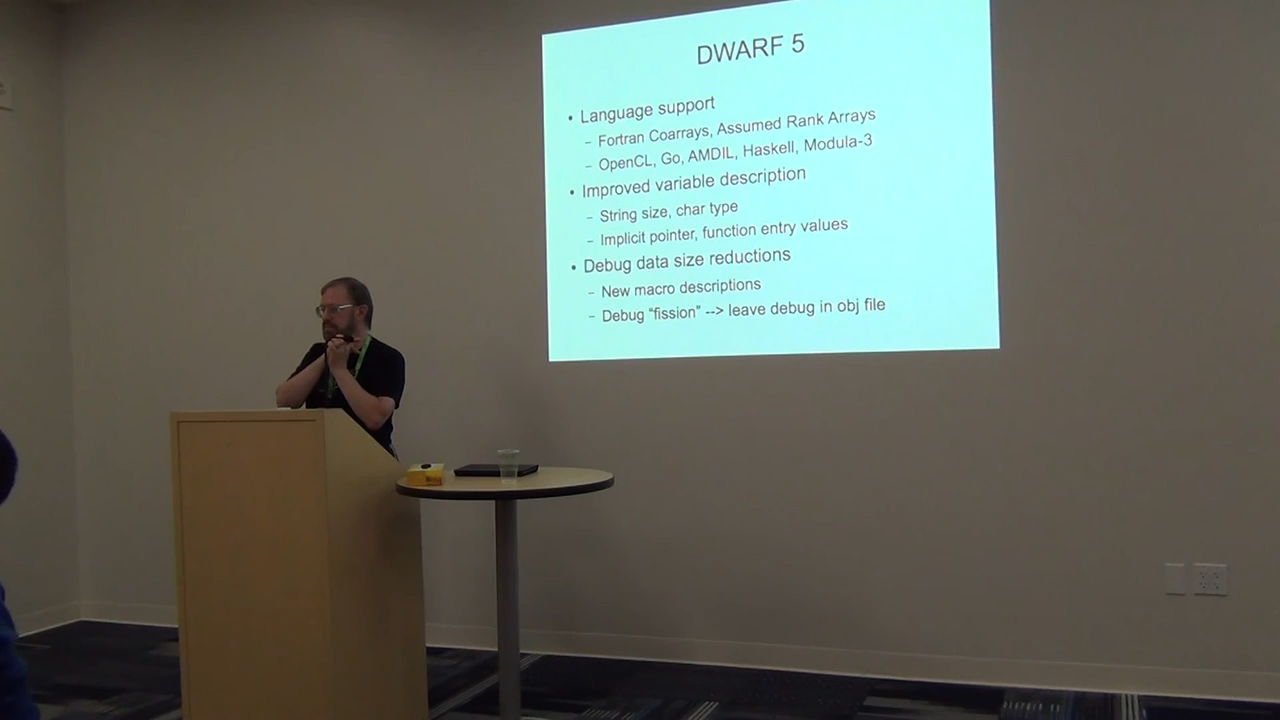 DWARF 5
• Language support
– Fortran Coarrays, Assumed Rank Arrays
– OpenCL, Go, AMDIL, Haskell, Modula-3
• Improved variable description
– String size, char type
– Implicit pointer, function entry values
• Debug data size reductions
– New macro descriptions
– Debug “fission” --> leave debug in obj file